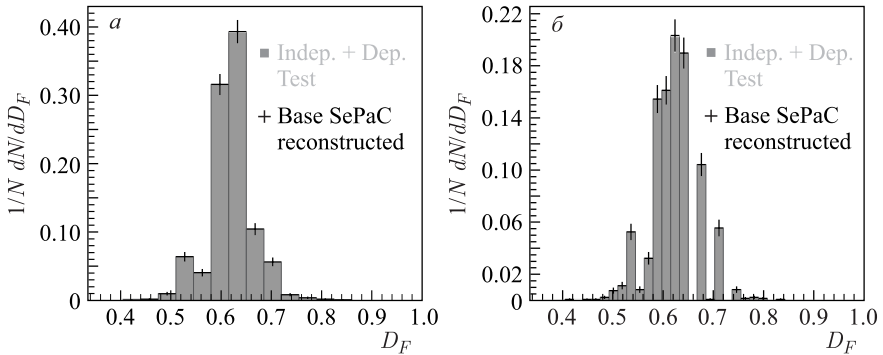 а
1/N dN/dD_F
0.40
0.30
0.20
0.10
0
Indep. + Dep.
Test
Base SePaC
reconstructed
0.4 0.5 0.6 0.7 0.8 0.9 1.0
D_F
б
1/N dN/dD_F
0.22
0.18
0.14
0.10
0.06
0.02
0
Indep. + Dep.
Test
Base SePaC
reconstructed
0.4 0.5 0.6 0.7 0.8 0.9 1.0
D_F